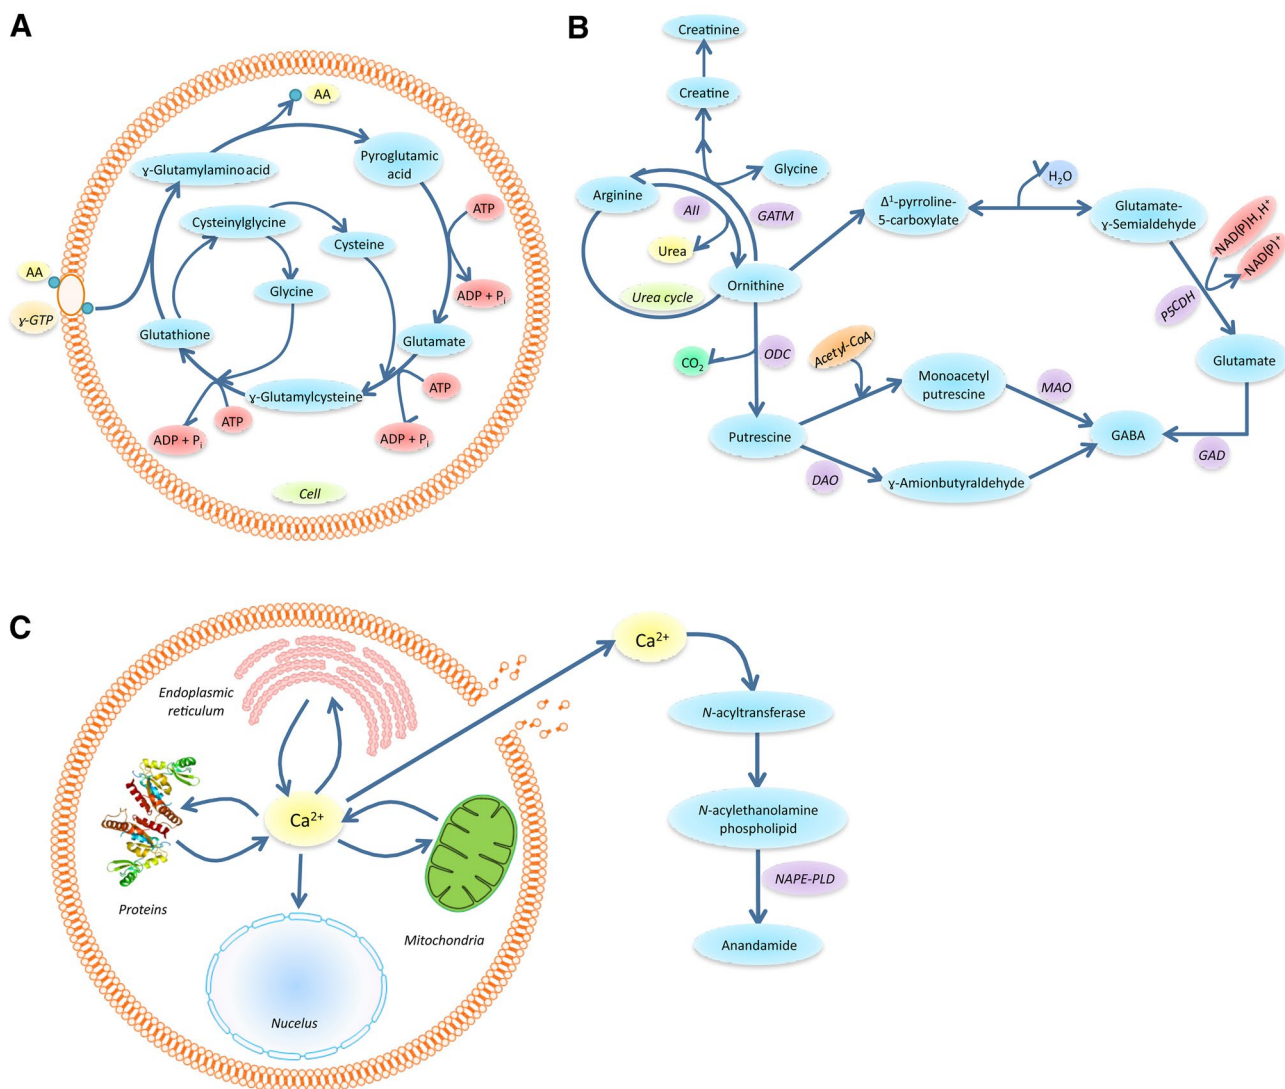 A
AA
γ-Glutamylamino acid
Pyroglutamic
acid
ATP
Cysteinylglycine
Cysteine
AA
Glycine
ADP + Pi
γ-GTP
Glutathione
Glutamate
γ-Glutamylcysteine
ATP
ATP
ADP + Pi
ADP + Pi
Cell
B
Creatinine
Creatine
Glycine
Arginine
AII
GATM
Urea
Urea cycle
Ornithine
Δ¹-pyrroline-
5-carboxylate
H₂O
Glutamate-
γ-Semialdehyde
NAD(P)H,H⁺
NAD(P)⁺
P5CDH
CO₂
ODC
Acetyl-CoA
Monoacetyl
putrescine
MAO
Glutamate
Putrescine
GABA
GAD
DAO
γ-Amionbutyraldehyde
C
Endoplasmic
reticulum
Ca²⁺
Proteins
Mitochondria
Nucelus
Ca²⁺
N-acyltransferase
N-acylethanolamine
phospholipid
NAPE-PLD
Anandamide